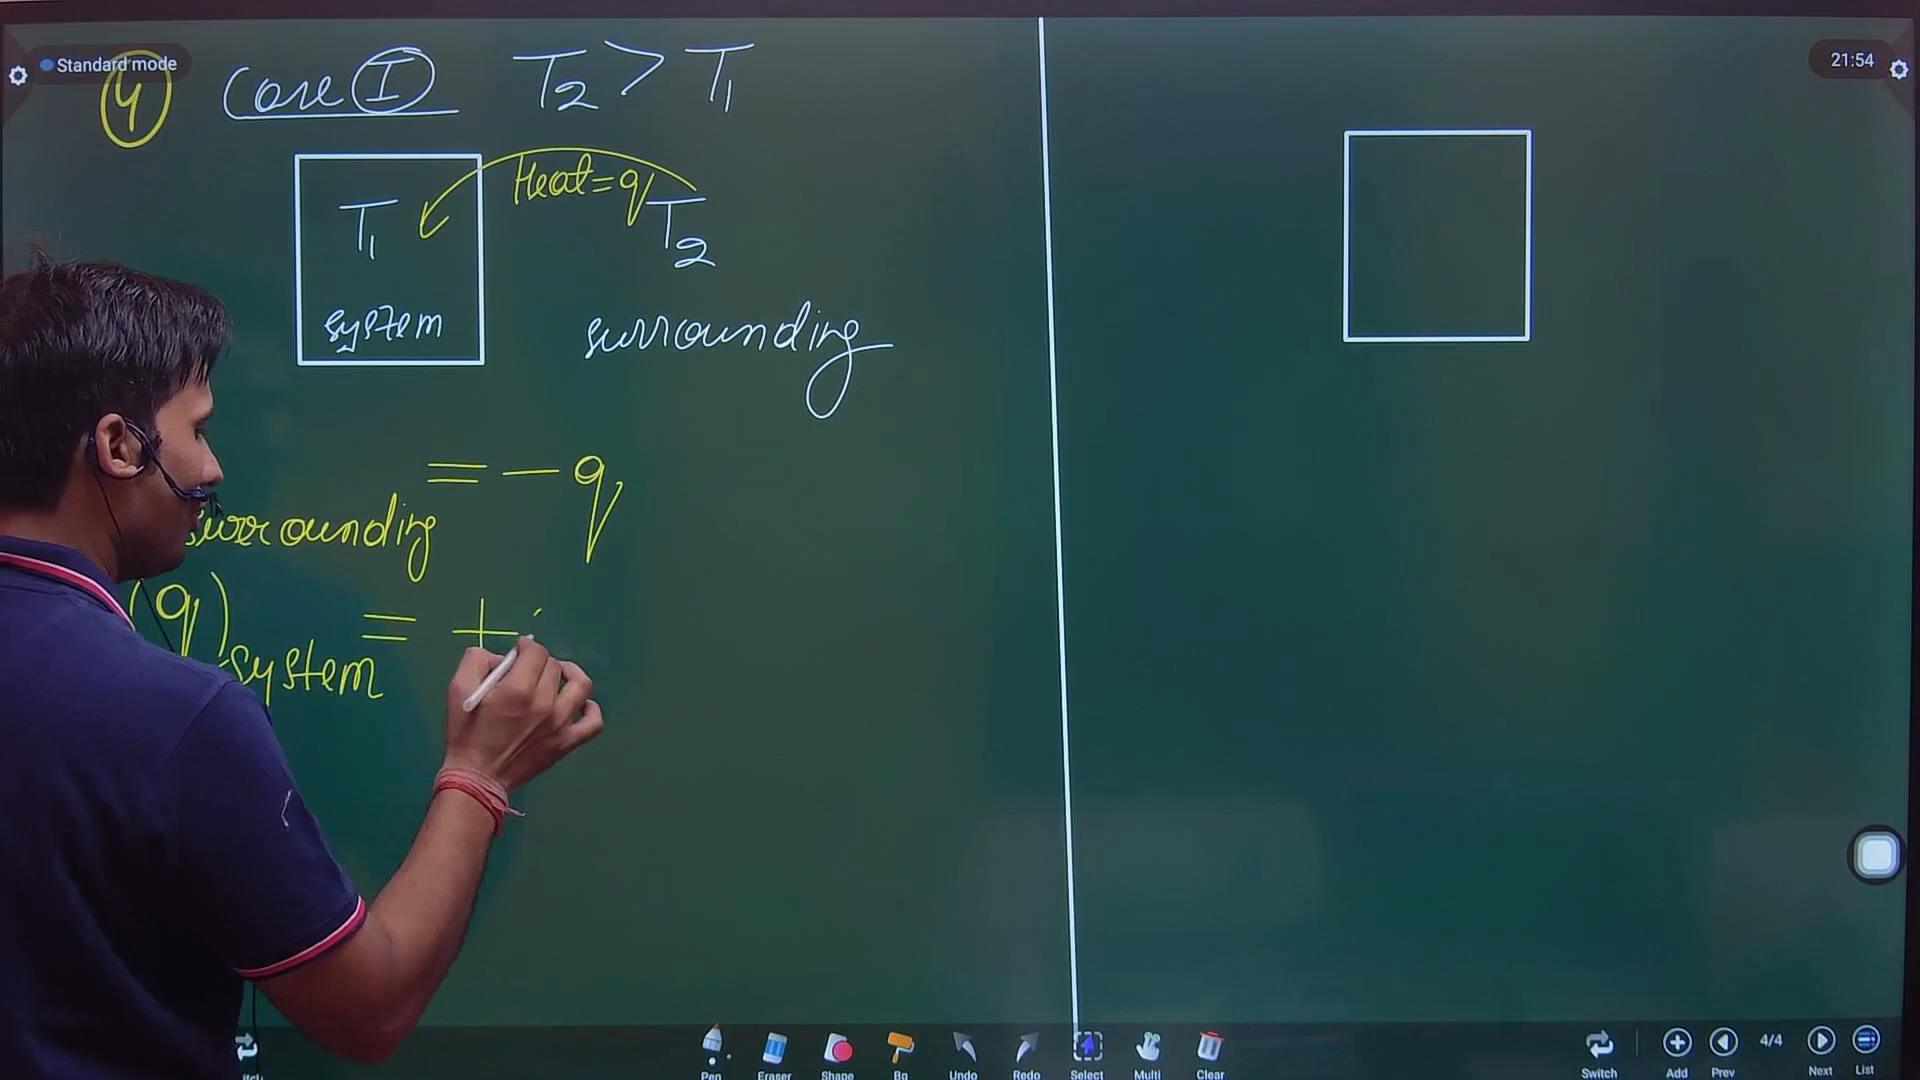 Standard mode
21:54
4
Case I T2 > T1
Heat=q
T1
T2
system
surrounding
= - q
surrounding
(q)system = +
Pen
Eraser
Shape
Bg
Undo
Redo
Select
Multi
Clear
Switch
Add
Prev
4/4
Next
List